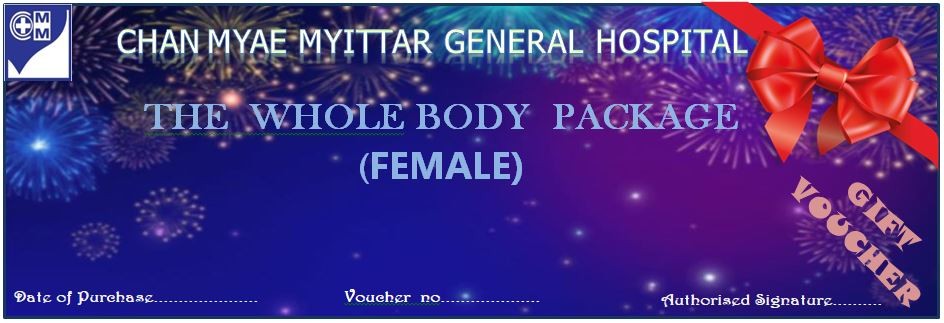 MM
CHAN MYAE MYITTAR GENERAL HOSPITAL
THE WHOLE BODY PACKAGE
(FEMALE)
GIFT
VOUCHER
Date of Purchase..................... Voucher no.................... Authorised Signature..........